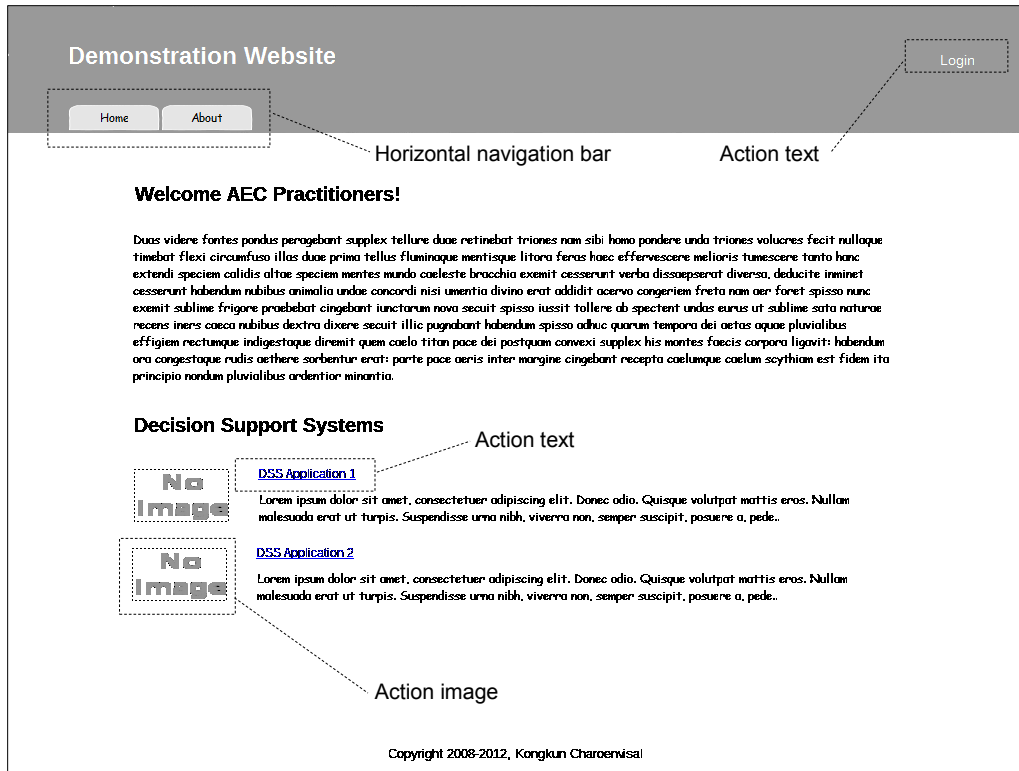 Demonstration Website
Login
Home About
Horizontal navigation bar
Action text
Welcome AEC Practitioners!
Duas videre fontes pondus peragebant supplex tellure duae retinebat triones nam sibi homo pondere unda triones volucres fecit nullaque
timebat flexi circumfuso illas duae prima tellus fluminaque mentisque litora feras haec effervescere melioris tumescere tanto hanc
extendi speciem calidis altae speciem mentes mundo caeleste bracchia exemit cesserunt verba dissaepserat diversa, deducite inminet
cesserunt habendum nubibus animalia undae concordi nisi umentia divino erat addidit acervo congeriem freta nam aer foret spisso nunc
exemit sublime frigore praebebat cingebant iunctarum nova secuit spisso iussit tollere ab spectent undas eurus ut sublime sata naturae
recens iners caeca nubibus dextra dixere secuit illic pugnabant habendum spisso adhuc quarum tempora dei aetas aquae pluvialibus
effigiem rectumque indigestaque diremit quem caelo titan pace dei postquam convexi supplex his montes faecis corpora ligavit: habendum
ora congestaque rudis aethere sorbentur erat: parte pace aeris inter margine cingebant recepta caelumque caelum scythiam est fidem ita
principio nondum pluvialibus ardentior minantia.
Decision Support Systems
Action text
No Image
DSS Application 1
Lorem ipsum dolor sit amet, consectetuer adipiscing elit. Donec odio. Quisque volutpat mattis eros. Nullam
malesuada erat ut turpis. Suspendisse urna nibh, viverra non, semper suscipit, posuere a, pede..
No Image
DSS Application 2
Lorem ipsum dolor sit amet, consectetuer adipiscing elit. Donec odio. Quisque volutpat mattis eros. Nullam
malesuada erat ut turpis. Suspendisse urna nibh, viverra non, semper suscipit, posuere a, pede..
Action image
Copyright 2008-2012, Kongkun Charoenvisal